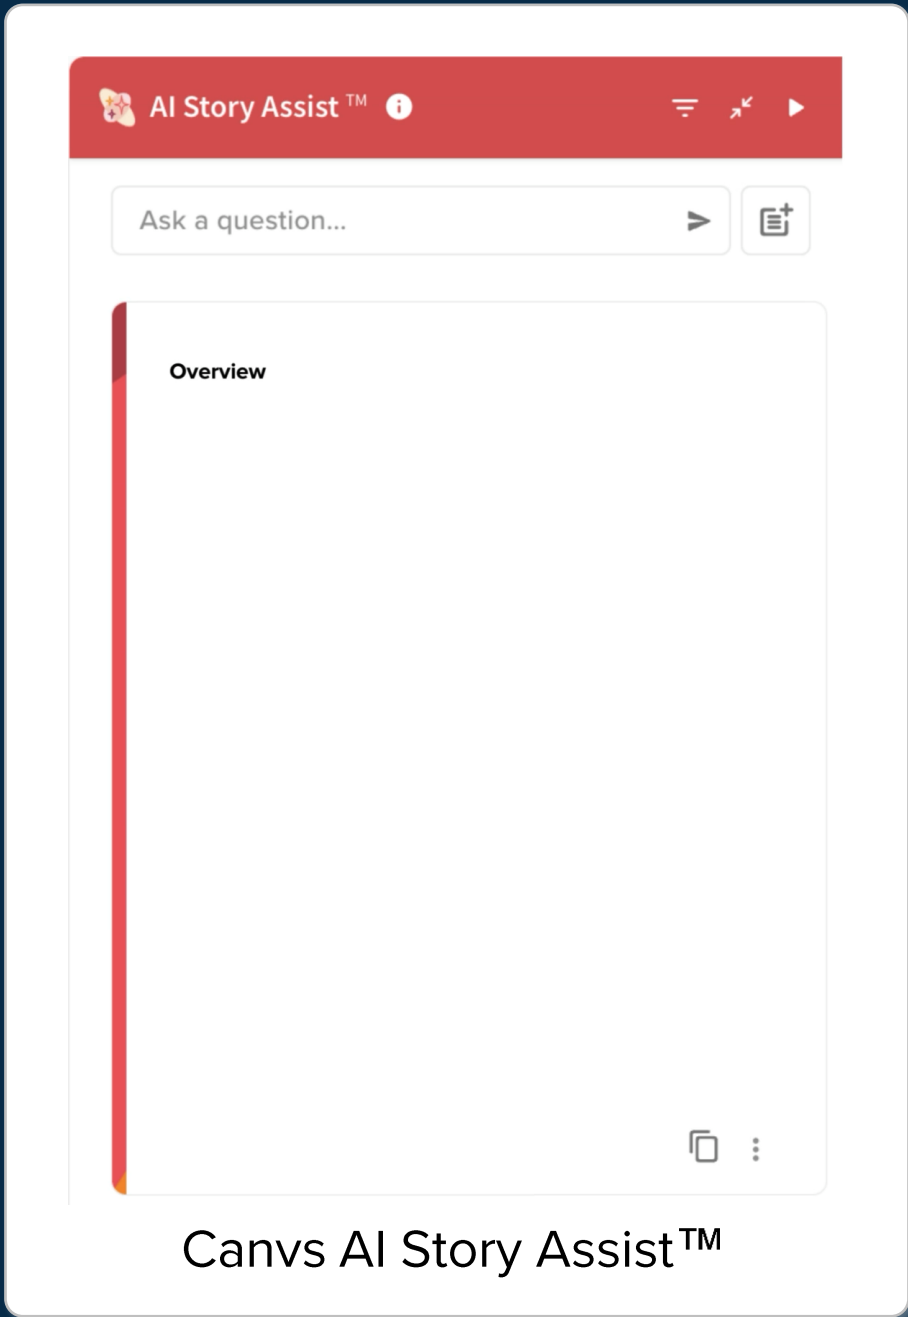 AI Story Assist ™
Ask a question...
Overview
Canvs AI Story Assist™